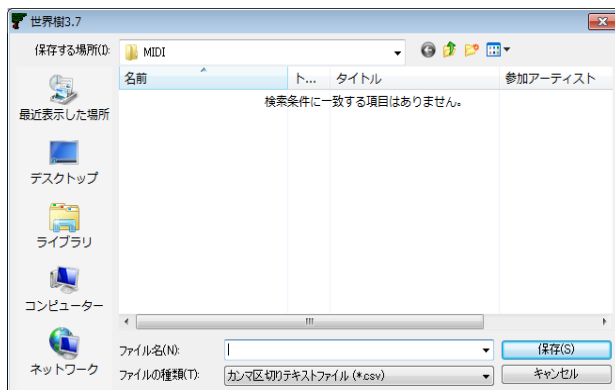 世界樹3.7
保存する場所(I):
MIDI
名前
ト...
タイトル
参加アーティスト
検索条件に一致する項目はありません。
最近表示した場所
デスクトップ
ライブラリ
コンピューター
ネットワーク
ファイル名(N):
保存(S)
ファイルの種類(T):
カンマ区切りテキストファイル (*.csv)
キャンセル